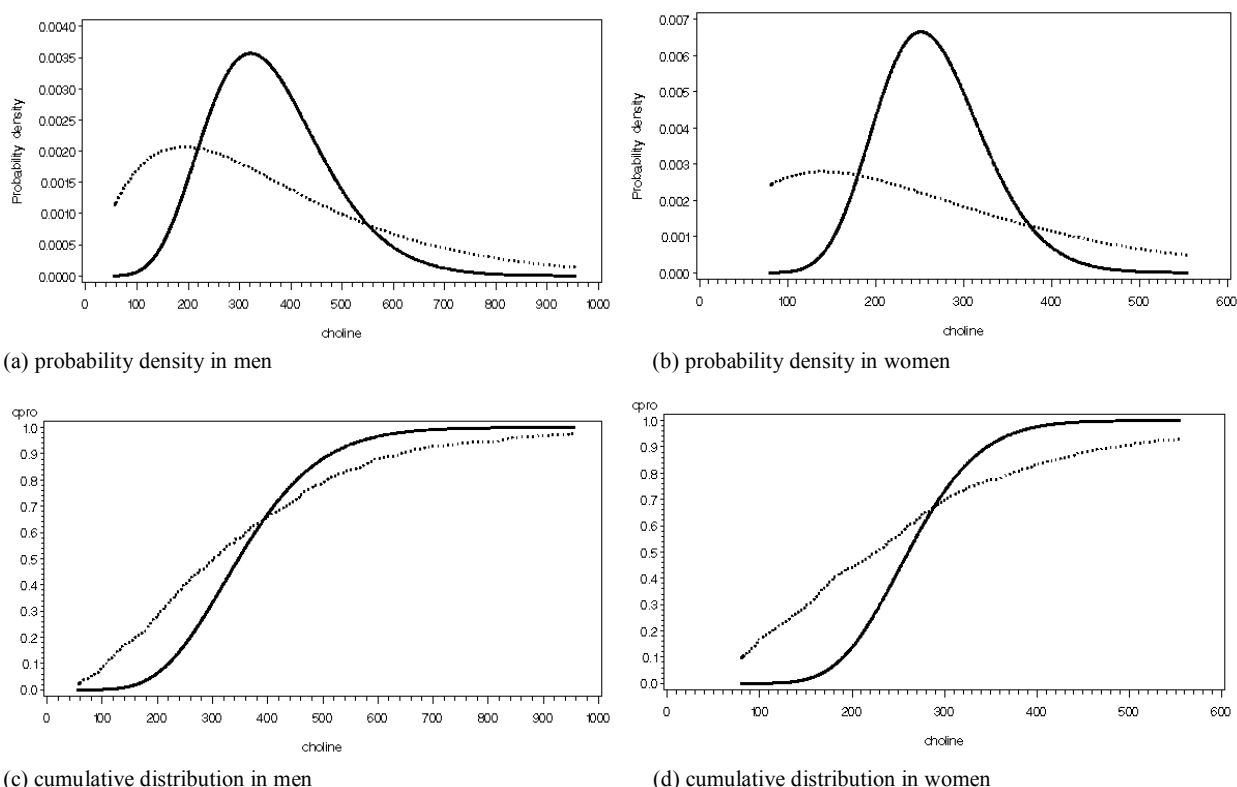 0.0040
0.0035
0.0030
0.0025
0.0020
0.0015
0.0010
0.0005
0.0000
Probability density
0 100 200 300 400 500 600 700 800 900 1000
choline
(a) probability density in men
0.007
0.006
0.005
0.004
0.003
0.002
0.001
0.000
Probability density
0 100 200 300 400 500 600
choline
(b) probability density in women
cpro
1.0
0.9
0.8
0.7
0.6
0.5
0.4
0.3
0.2
0.1
0.0
0 100 200 300 400 500 600 700 800 900 1000
choline
(c) cumulative distribution in men
cpro
1.0
0.9
0.8
0.7
0.6
0.5
0.4
0.3
0.2
0.1
0.0
0 100 200 300 400 500 600
choline
(d) cumulative distribution in women